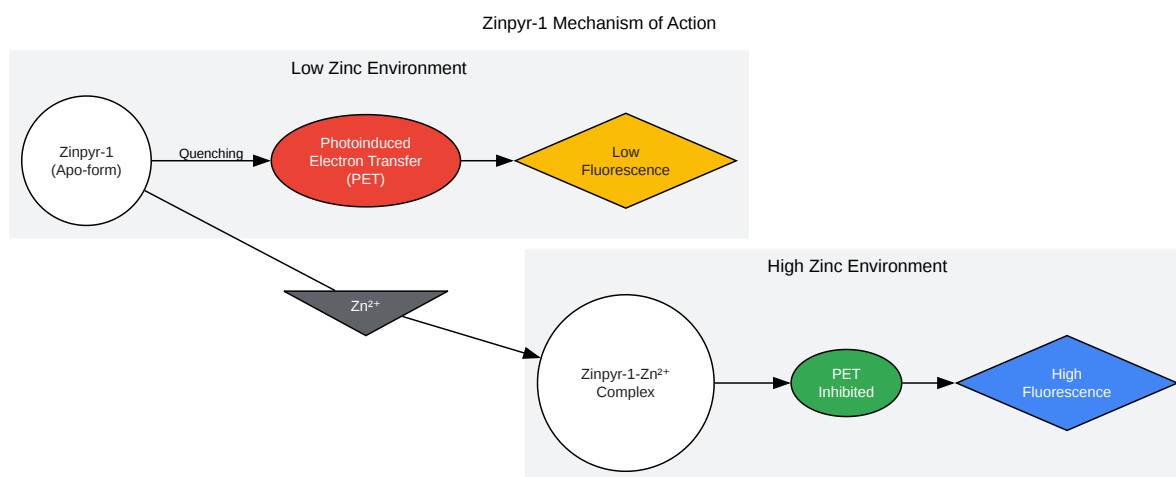 Zinpyr-1 Mechanism of Action
Low Zinc Environment
Zinpyr-1
(Apo-form)
Quenching
Photoinduced
Electron Transfer
(PET)
Low
Fluorescence
Zn²⁺
High Zinc Environment
Zinpyr-1-Zn²⁺
Complex
PET
Inhibited
High
Fluorescence